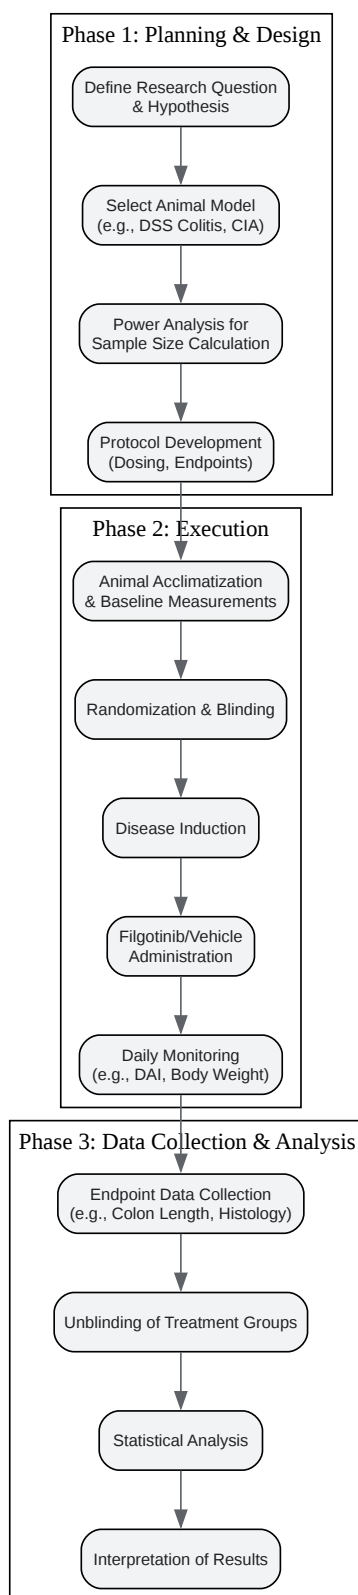 Phase 1: Planning & Design
Define Research Question
& Hypothesis
Select Animal Model
(e.g., DSS Colitis, CIA)
Power Analysis for
Sample Size Calculation
Protocol Development
(Dosing, Endpoints)
Phase 2: Execution
Animal Acclimatization
& Baseline Measurements
Randomization & Blinding
Disease Induction
Filgotinib/Vehicle
Administration
Daily Monitoring
(e.g., DAI, Body Weight)
Phase 3: Data Collection & Analysis
Endpoint Data Collection
(e.g., Colon Length, Histology)
Unblinding of Treatment Groups
Statistical Analysis
Interpretation of Results